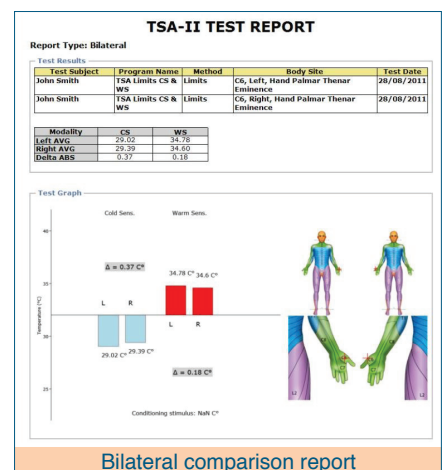 TSA-II TEST REPORT
Report Type: Bilateral
Test Results
Test Subject Program Name Method Body Site Test Date
John Smith TSA Limits CS & WS Limits C6, Left, Hand Palmar Thenar Eminence 28/08/2011
John Smith TSA Limits CS & WS Limits C6, Right, Hand Palmar Thenar Eminence 28/08/2011
Modality CS WS
Left AVG 29.02 34.78
Right AVG 29.39 34.60
Delta ABS 0.37 0.18
Test Graph
Cold Sens. Warm Sens.
40
Δ = 0.37 C°
34.78 C° 34.6 C°
35
L R
Temperature (°C)
L R
30
29.02 C° 29.39 C°
Δ = 0.18 C°
25
L2 L2
Conditioning stimulus: NaN C°
Bilateral comparison report